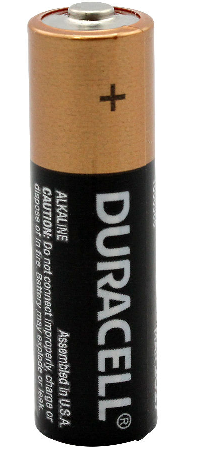 +
DURACELL®
ALKALINE Assembled in U.S.A.
CAUTION: Do not connect improperly, charge or
dispose of in fire. Battery may explode or leak.